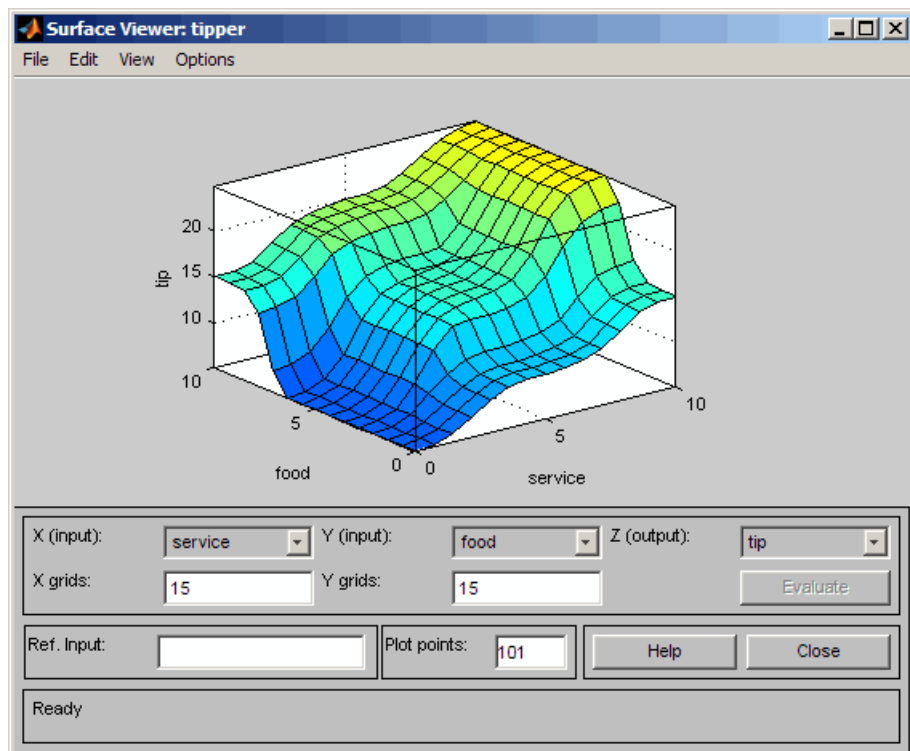 Surface Viewer: tipper
File Edit View Options
20
15
10
tip
10
5
0
food
0
5
10
service
X (input): service Y (input): food Z (output): tip
X grids: 15 Y grids: 15 Evaluate
Ref. Input: Plot points: 101 Help Close
Ready